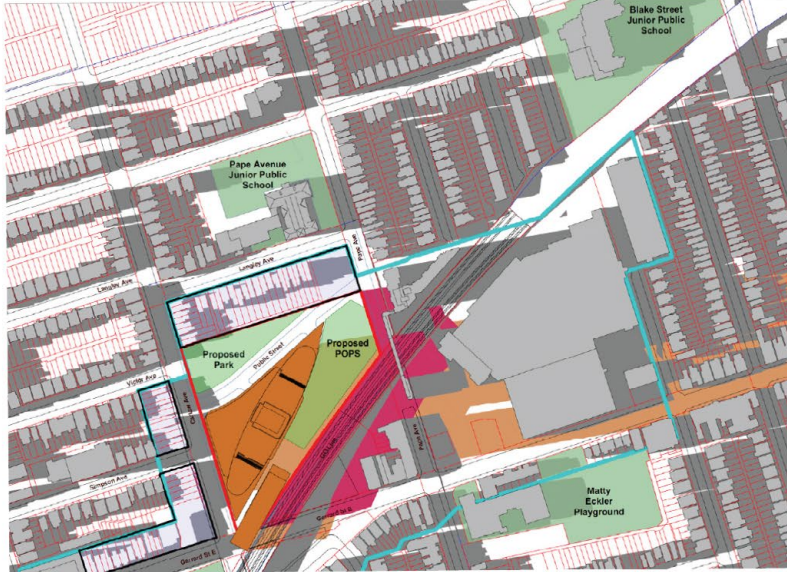 Blake Street
Junior Public
School
Pape Avenue
Junior Public
School
Langley Ave
Pape Ave
Langley Ave
Proposed
Park
Public Street
Proposed
POPS
Victor Ave
Carlaw Ave
Simpson Ave
Pape Ave
Gerrard St E
Matty
Eckler
Playground
Gerrard St E